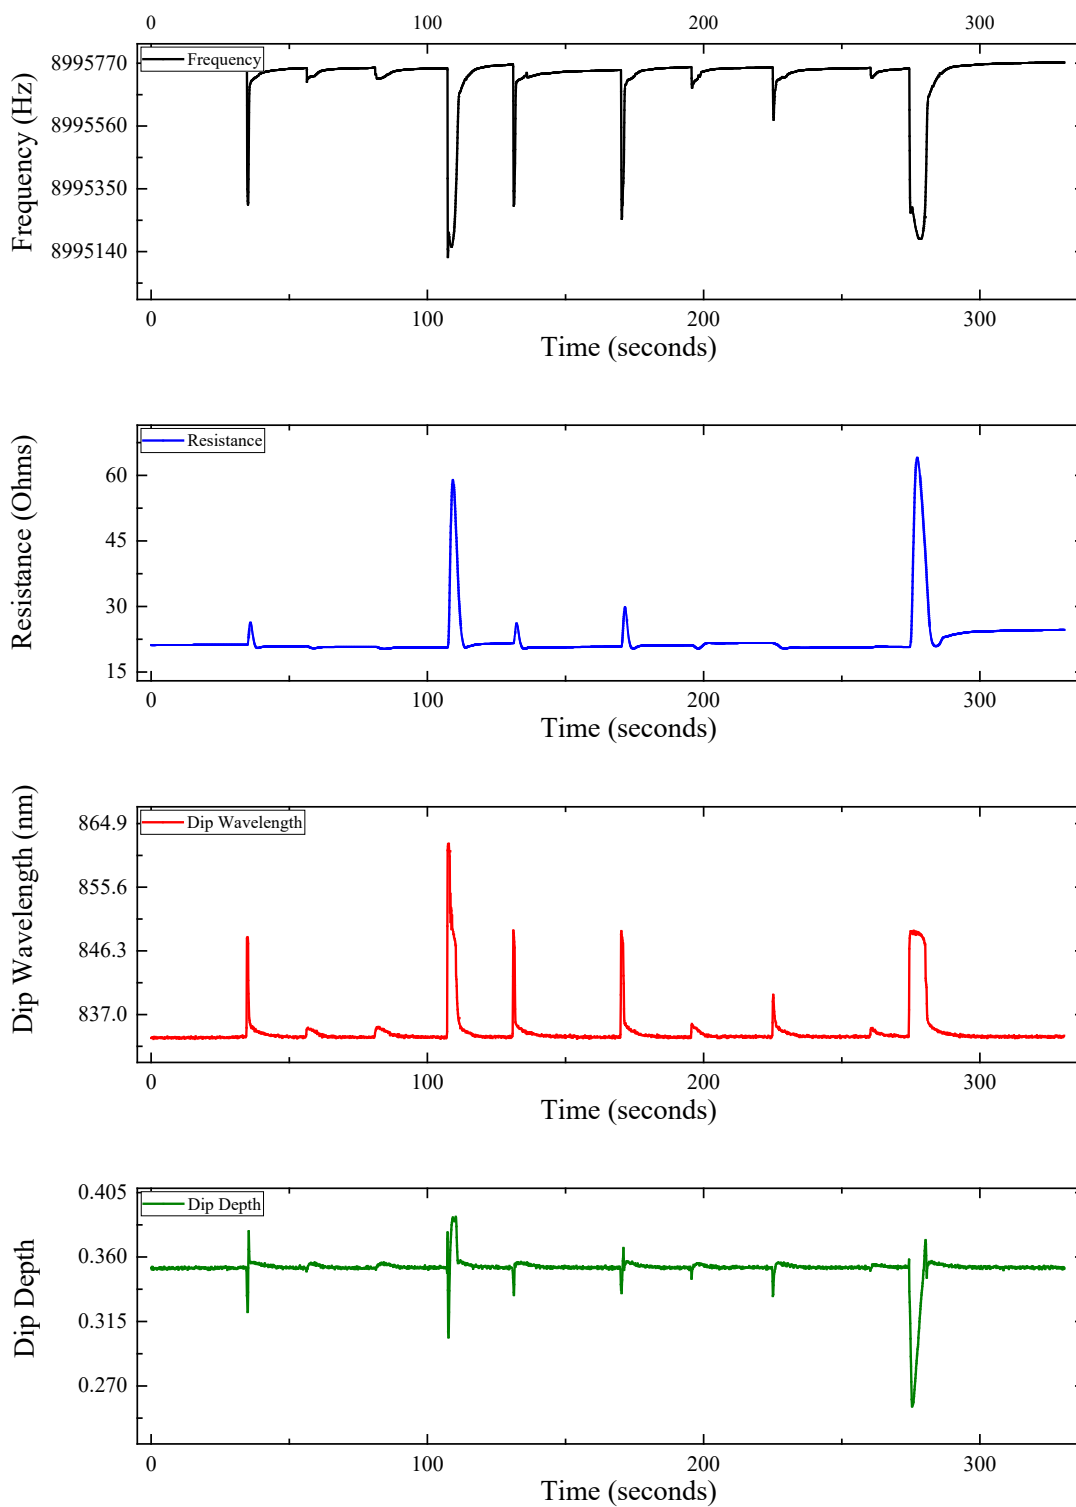 0 100 200 300
Frequency
8995770
8995560
8995350
8995140
Frequency (Hz)
0 100 200 300
Time (seconds)
Resistance
60
45
30
15
Resistance (Ohms)
0 100 200 300
Time (seconds)
Dip Wavelength
864.9
855.6
846.3
837.0
Dip Wavelength (nm)
0 100 200 300
Time (seconds)
Dip Depth
0.405
0.360
0.315
0.270
Dip Depth
0 100 200 300
Time (seconds)